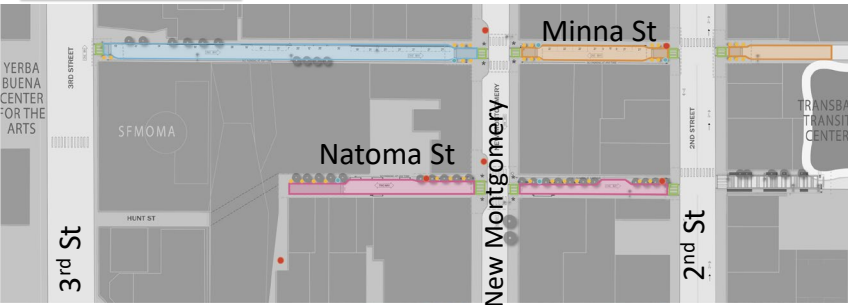 Minna St
YERBA
BUENA
CENTER
FOR THE
ARTS
3RD STREET
SFMOMA
Natoma St
New Montgomery
2ND STREET
TRANSBAY
TRANSIT
CENTER
HUNT ST
3rd St
2nd St